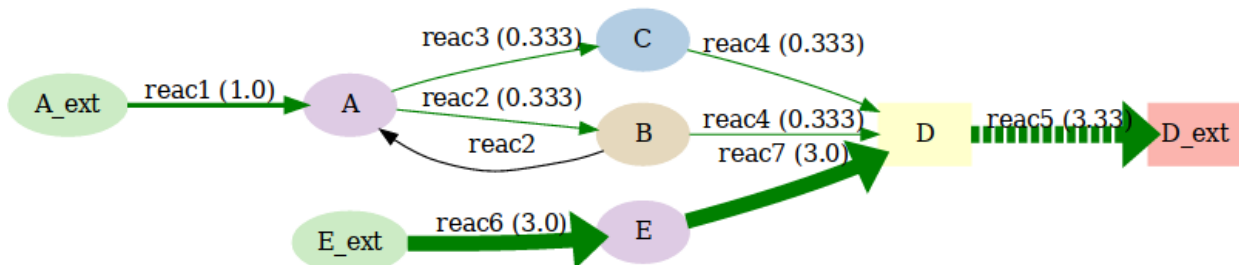 A_ext
reac1 (1.0)
A
reac3 (0.333)
reac2 (0.333)
reac2
C
B
reac4 (0.333)
reac4 (0.333)
reac7 (3.0)
D
reac5 (3.33)
D_ext
E_ext
reac6 (3.0)
E